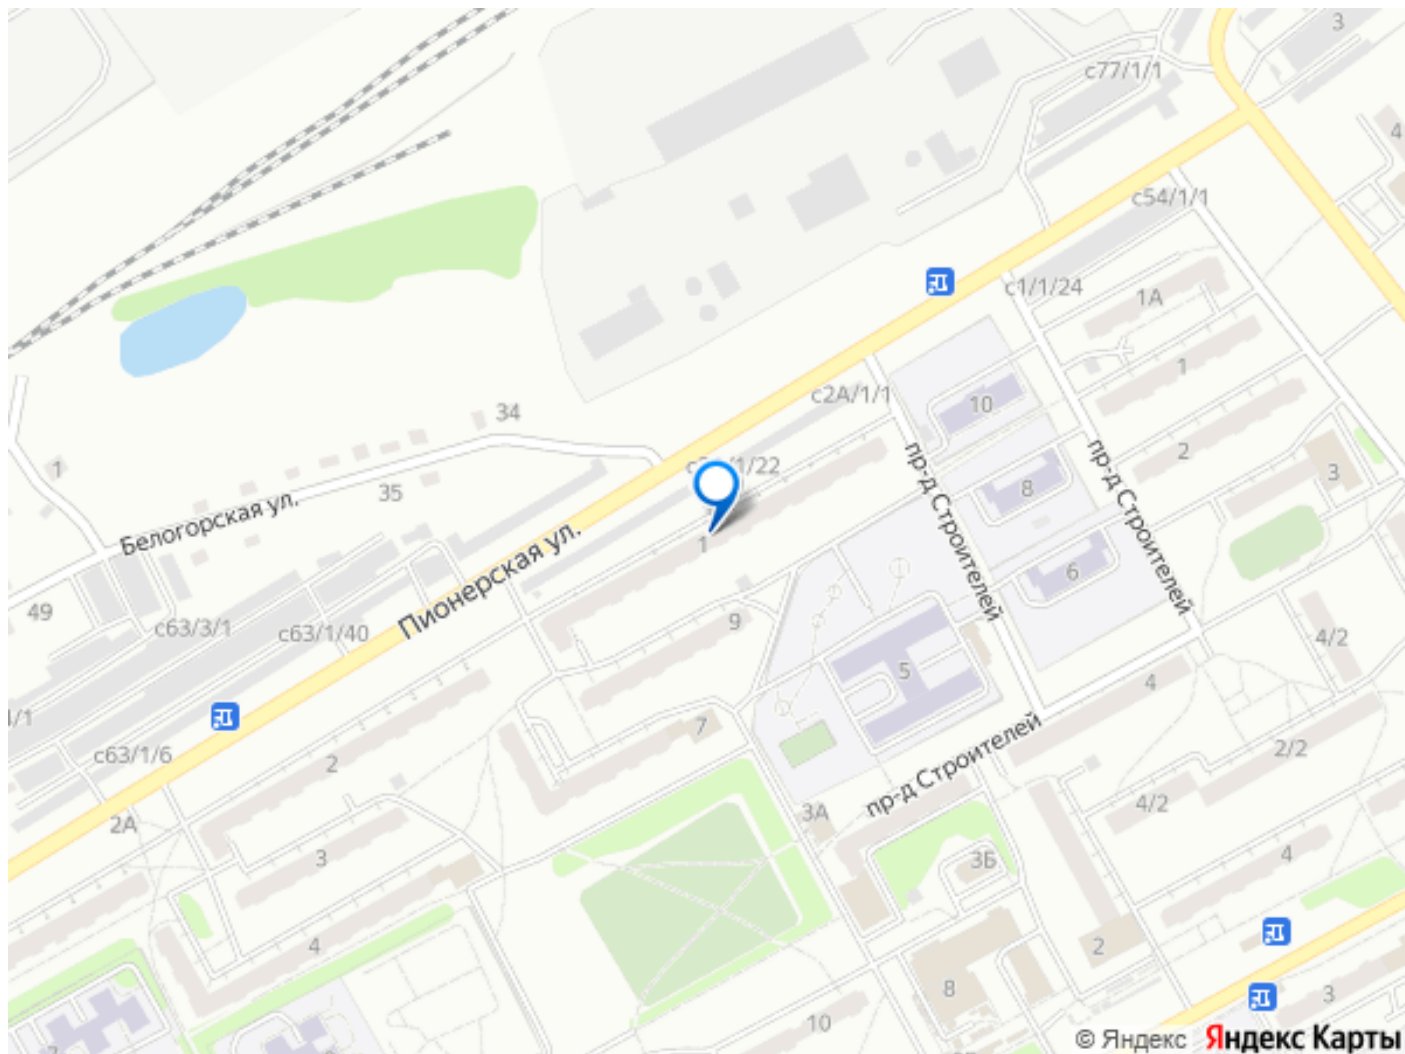 3
с77/1/1
4
с54/1/1
с1/1/24
1А
1
с2А/1/1
10
34
2
1
3
35
8
пр-д Строителей
пр-д Строителей
Белогорская ул.
Пионерская ул.
1
6
49
с63/3/1
с63/1/40
9
4/2
5
4
7
1/1
с63/1/6
2
2/2
пр-д Строителей
4/2
2А
3А
3
3Б
4
4
2
8
3
10
© Яндекс
Яндекс Карты